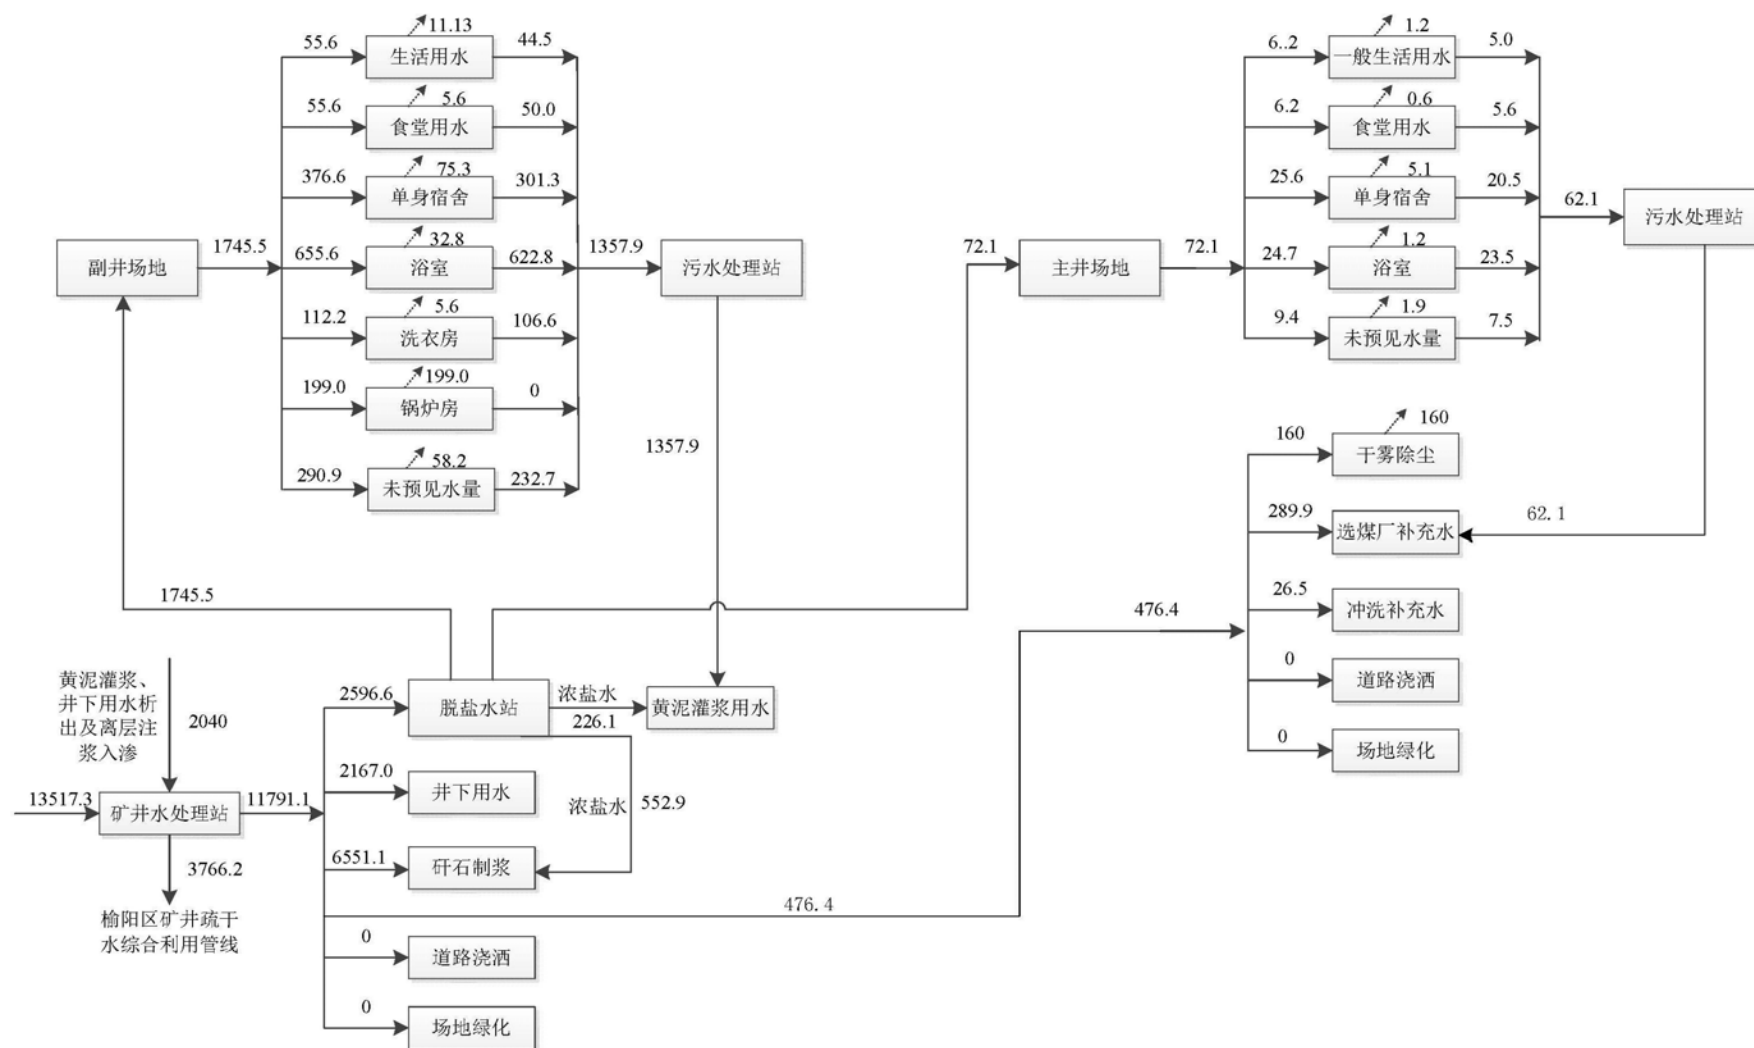 11.13
55.6
生活用水
44.5
5.6
55.6
食堂用水
50.0
75.3
376.6
单身宿舍
301.3
副井场地
1745.5
32.8
655.6
浴室
622.8
1357.9
污水处理站
5.6
112.2
洗衣房
106.6
199.0
199.0
锅炉房
0
58.2
290.9
未预见水量
232.7
1357.9
72.1
主井场地
72.1
1.2
6..2
一般生活用水
5.0
0.6
6.2
食堂用水
5.6
5.1
25.6
单身宿舍
20.5
1.2
24.7
浴室
23.5
1.9
9.4
未预见水量
7.5
62.1
污水处理站
62.1
160
160
干雾除尘
289.9
选煤厂补充水
26.5
冲洗补充水
476.4
0
道路浇洒
0
场地绿化
1745.5
黄泥灌浆、
井下用水析
出及离层注
浆入渗
2040
13517.3
矿井水处理站
11791.1
3766.2
榆阳区矿井疏干
水综合利用管线
2596.6
脱盐水站
浓盐水
226.1
黄泥灌浆用水
2167.0
井下用水
浓盐水
552.9
6551.1
矸石制浆
476.4
0
道路浇洒
0
场地绿化